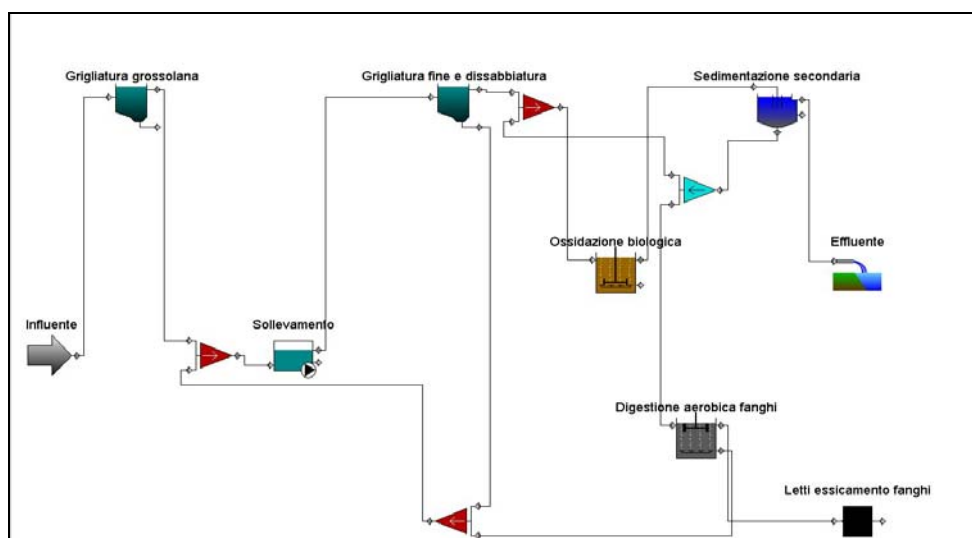 Grigliatura grossolana
Grigliatura fine e dissabbiatura
Sedimentazione secondaria
Ossidazione biologica
Effluente
Influente
Sollevamento
Digestione aerobica fanghi
Letti essicamento fanghi